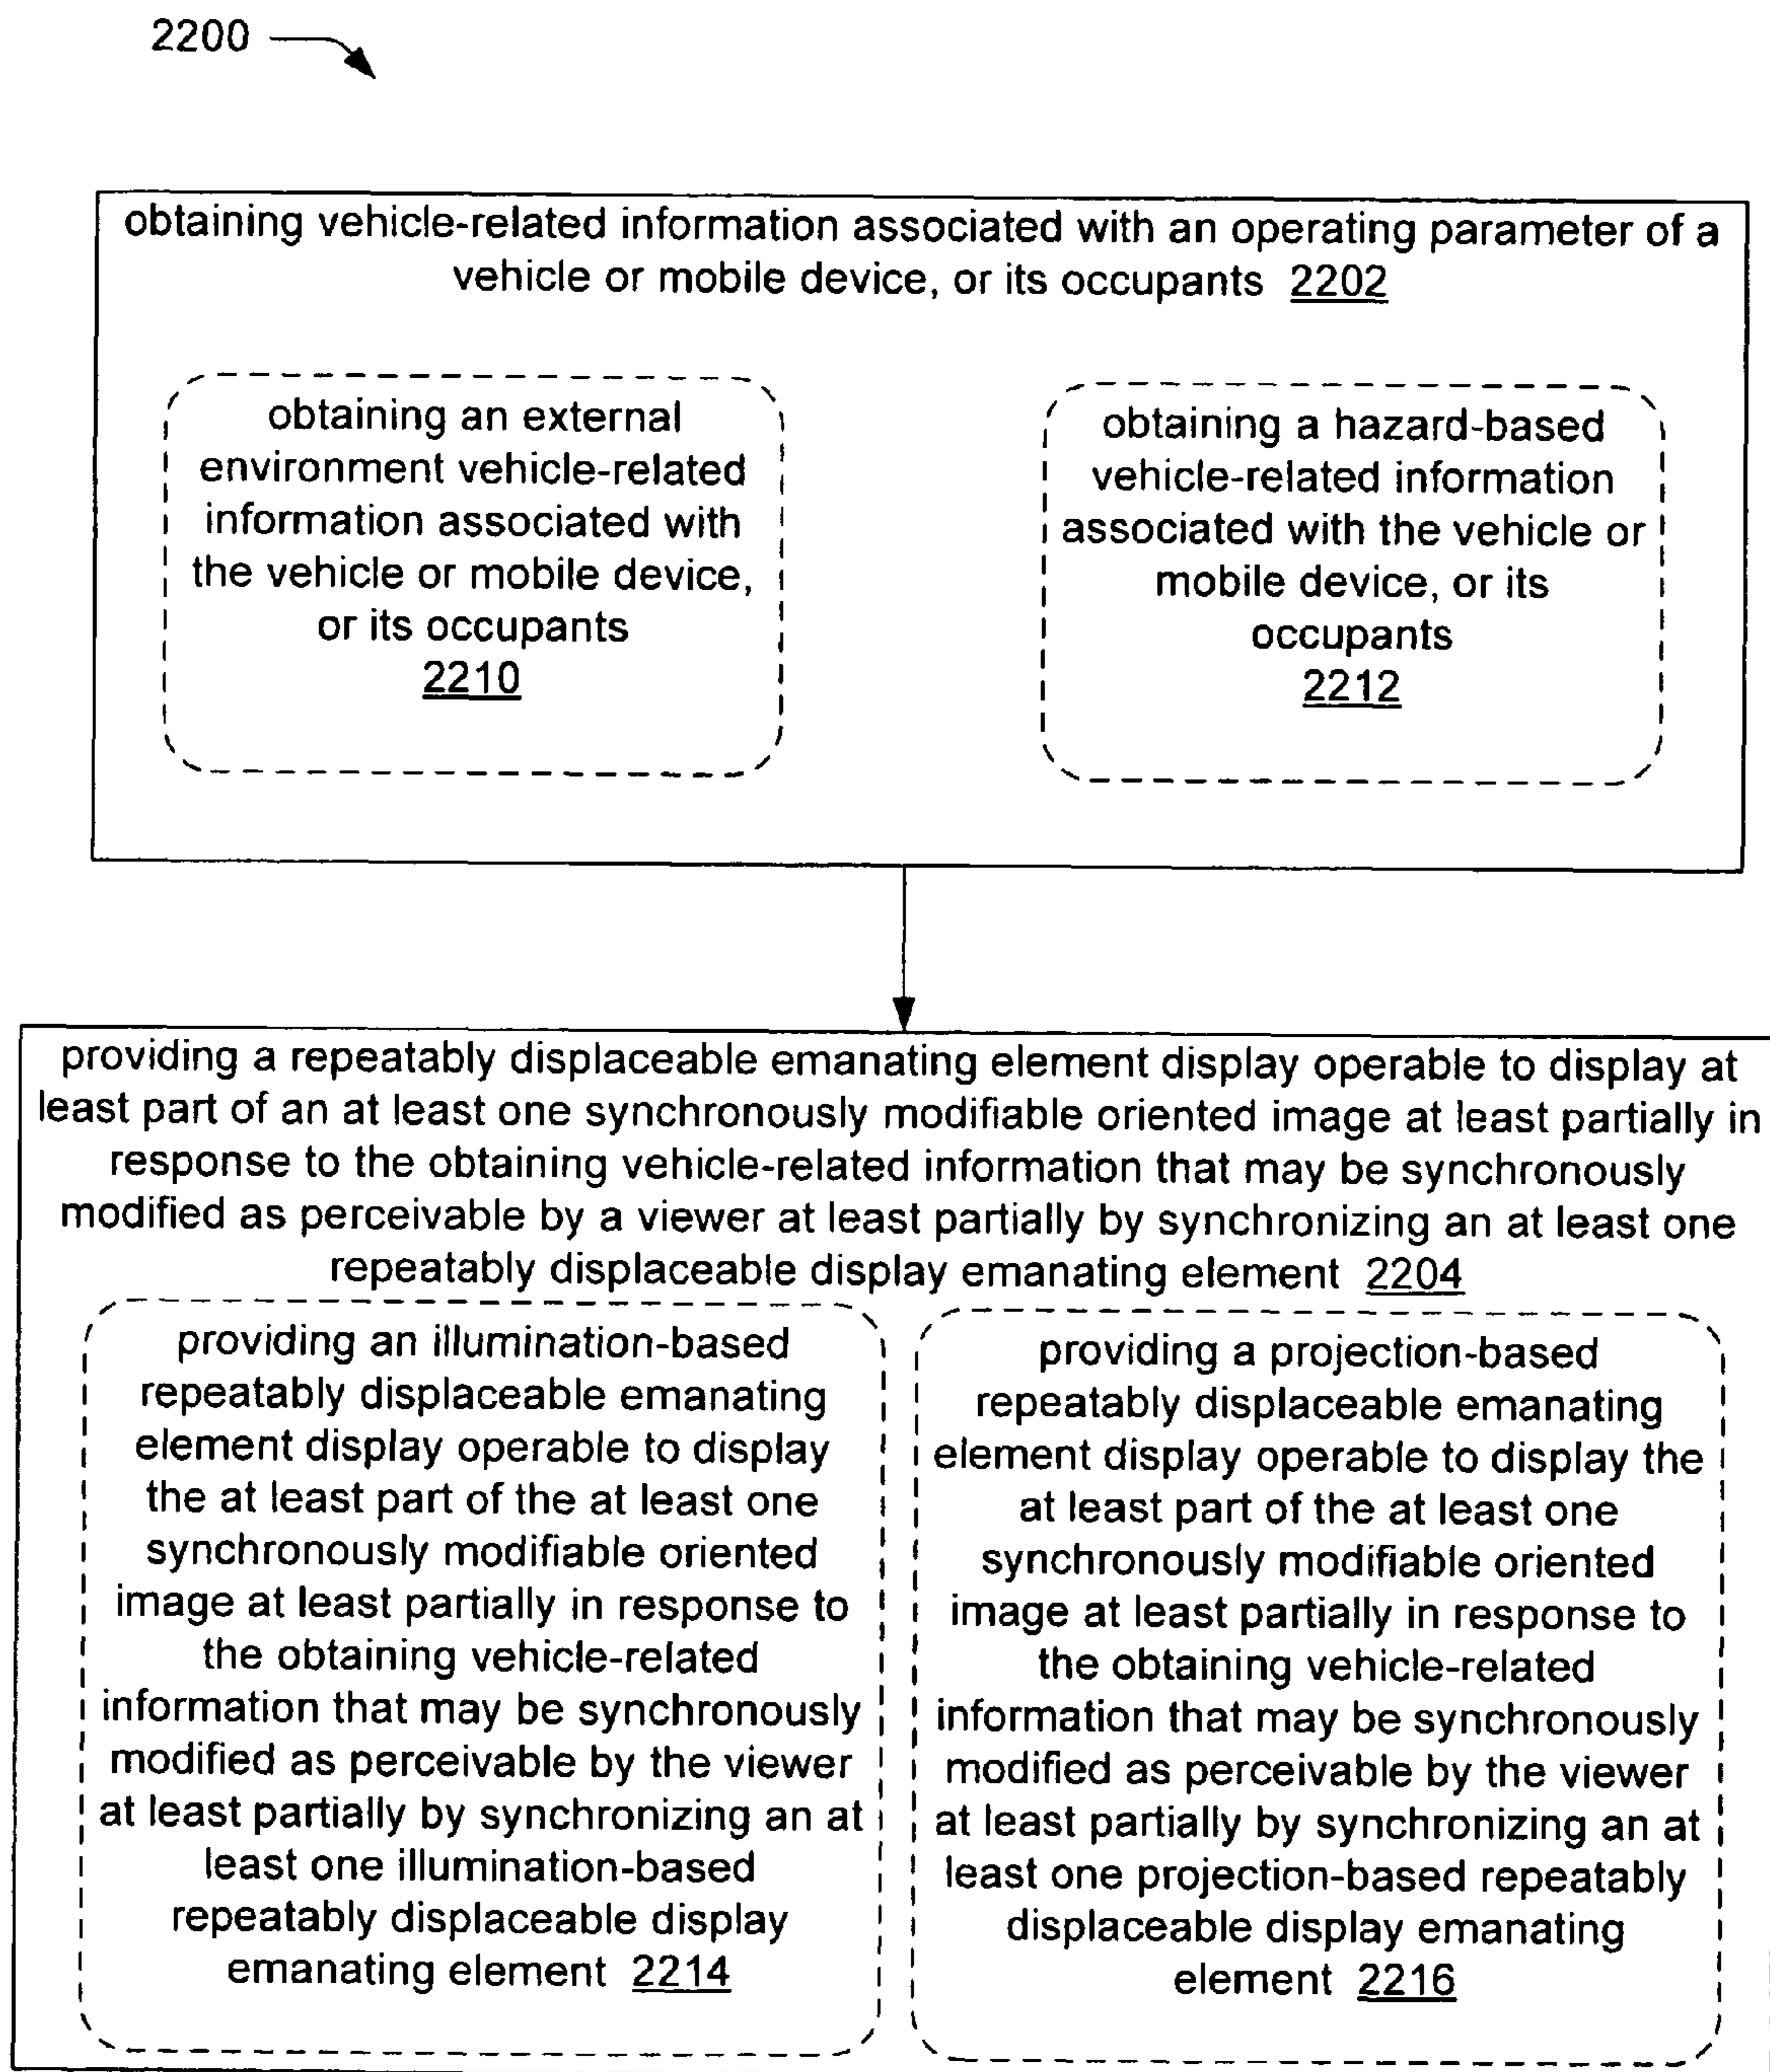 2200
obtaining vehicle-related information associated with an operating parameter of a
vehicle or mobile device, or its occupants 2202
obtaining an external
environment vehicle-related
information associated with
the vehicle or mobile device,
or its occupants
2210
obtaining a hazard-based
vehicle-related information
associated with the vehicle or
mobile device, or its
occupants
2212
providing a repeatably displaceable emanating element display operable to display at
least part of an at least one synchronously modifiable oriented image at least partially in
response to the obtaining vehicle-related information that may be synchronously
modified as perceivable by a viewer at least partially by synchronizing an at least one
repeatably displaceable display emanating element 2204
providing an illumination-based
repeatably displaceable emanating
element display operable to display
the at least part of the at least one
synchronously modifiable oriented
image at least partially in response to
the obtaining vehicle-related
information that may be synchronously
modified as perceivable by the viewer
at least partially by synchronizing an at
least one illumination-based
repeatably displaceable display
emanating element 2214
providing a projection-based
repeatably displaceable emanating
element display operable to display the
at least part of the at least one
synchronously modifiable oriented
image at least partially in response to
the obtaining vehicle-related
information that may be synchronously
modified as perceivable by the viewer
at least partially by synchronizing an at
least one projection-based repeatably
displaceable display emanating
element 2216